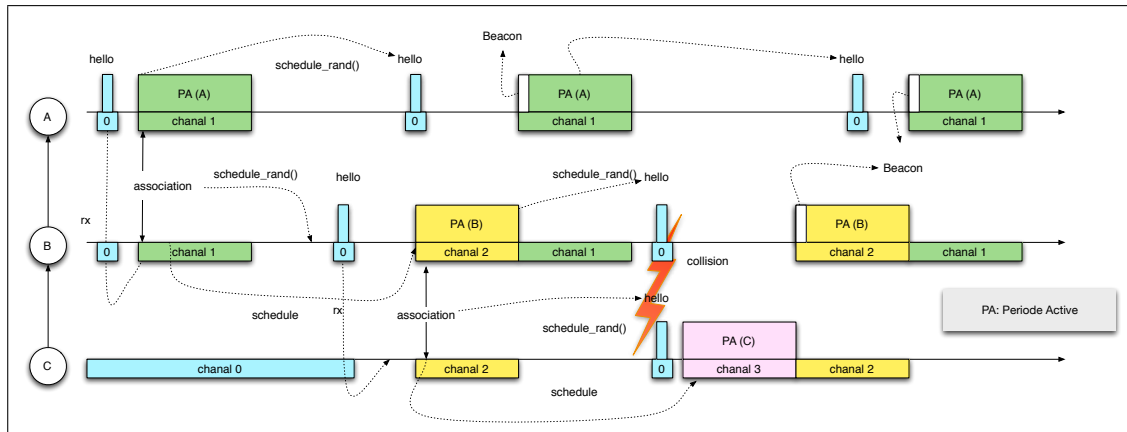 Beacon
hello
hello
hello
schedule_rand()
PA (A)
PA (A)
PA (A)
A
0
chanal 1
0
chanal 1
0
chanal 1
association
schedule_rand()
hello
schedule_rand()
hello
Beacon
rx
PA (B)
PA (B)
B
0
chanal 1
0
chanal 2
chanal 1
0
collision
chanal 2
chanal 1
hello
rx
association
schedule
schedule_rand()
PA: Periode Active
PA (C)
C
chanal 0
chanal 2
0
chanal 3
chanal 2
schedule